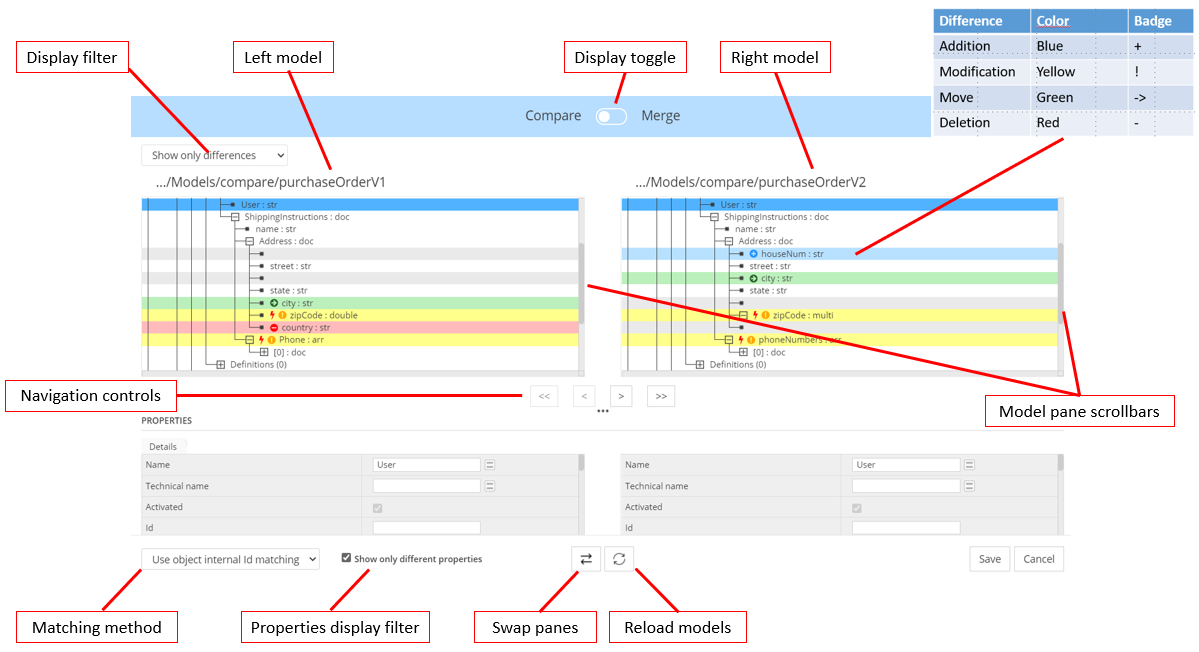 Difference Color Badge
Addition Blue +
Modification Yellow !
Move Green ->
Deletion Red -
Display filter
Left model
Display toggle
Right model
Compare Merge
Show only differences
.../Models/compare/purchaseOrderV1
.../Models/compare/purchaseOrderV2
User : str
ShippingInstructions : doc
name : str
Address : doc
street : str
state : str
city : str
zipCode : double
country : str
Phone : arr
[0] : doc
Definitions (0)
User : str
ShippingInstructions : doc
name : str
Address : doc
houseNum : str
street : str
city : str
state : str
zipCode : multi
phoneNumbers : arr
[0] : doc
Definitions (0)
Navigation controls
<< < > >>
Model pane scrollbars
PROPERTIES
Details
Name User
Technical name
Activated
Id
Name User
Technical name
Activated
Id
Use object internal Id matching
Show only different properties
Save Cancel
Matching method
Properties display filter
Swap panes
Reload models